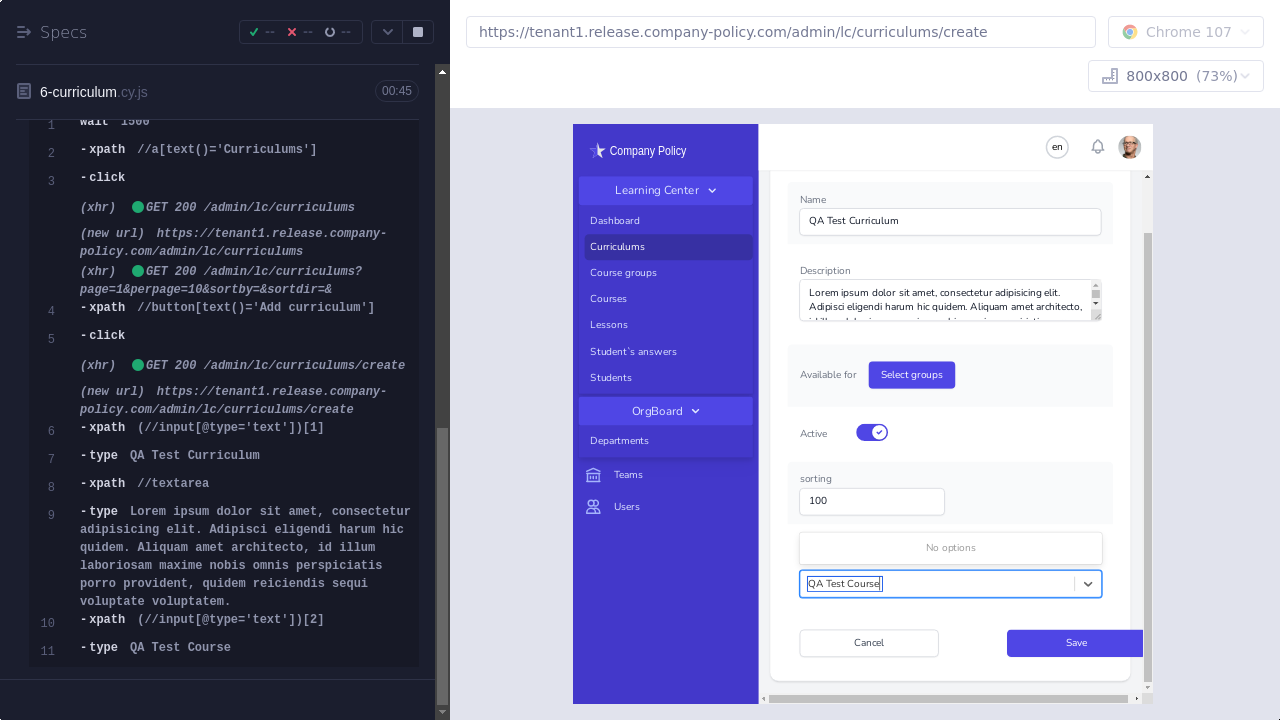 Specs
--
--
--
6-curriculum.cy.js
00:45
1 wait 1500
2 -xpath //a[text()='Curriculums']
3 -click
(xhr) GET 200 /admin/lc/curriculums
(new url) https://tenant1.release.company-
policy.com/admin/lc/curriculums
(xhr) GET 200 /admin/lc/curriculums?
page=1&perpage=10&sortby=&sortdir=&
4 -xpath //button[text()='Add curriculum']
5 -click
(xhr) GET 200 /admin/lc/curriculums/create
(new url) https://tenant1.release.company-
policy.com/admin/lc/curriculums/create
6 -xpath (//input[@type='text'])[1]
7 -type QA Test Curriculum
8 -xpath //textarea
9 -type Lorem ipsum dolor sit amet, consectetur
adipisicing elit. Adipisci eligendi harum hic
quidem. Aliquam amet architecto, id illum
laboriosam maxime nobis omnis perspiciatis
porro provident, quidem reiciendis sequi
voluptate voluptatem.
10 -xpath (//input[@type='text'])[2]
11 -type QA Test Course
https://tenant1.release.company-policy.com/admin/lc/curriculums/create
Chrome 107
800x800 (73%)
Company Policy
Learning Center
Dashboard
Curriculums
Course groups
Courses
Lessons
Student`s answers
Students
OrgBoard
Departments
Teams
Users
en
Name
QA Test Curriculum
Description
Lorem ipsum dolor sit amet, consectetur adipisicing elit.
Adipisci eligendi harum hic quidem. Aliquam amet architecto,
Available for
Select groups
Active
sorting
100
No options
QA Test Course
Cancel
Save